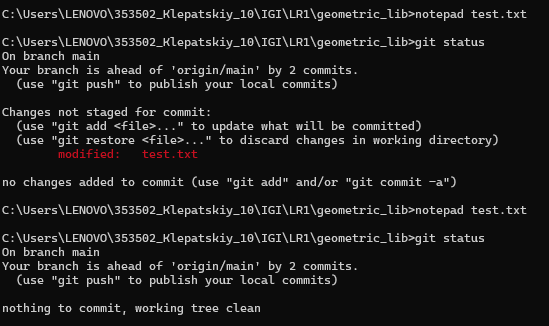 C:\Users\LENOVO\353502_Klepatskiy_10\IGI\LR1\geometric_lib>notepad test.txt
C:\Users\LENOVO\353502_Klepatskiy_10\IGI\LR1\geometric_lib>git status
On branch main
Your branch is ahead of 'origin/main' by 2 commits.
  (use "git push" to publish your local commits)
Changes not staged for commit:
  (use "git add <file>..." to update what will be committed)
  (use "git restore <file>..." to discard changes in working directory)
        modified:   test.txt
no changes added to commit (use "git add" and/or "git commit -a")
C:\Users\LENOVO\353502_Klepatskiy_10\IGI\LR1\geometric_lib>notepad test.txt
C:\Users\LENOVO\353502_Klepatskiy_10\IGI\LR1\geometric_lib>git status
On branch main
Your branch is ahead of 'origin/main' by 2 commits.
  (use "git push" to publish your local commits)
nothing to commit, working tree clean